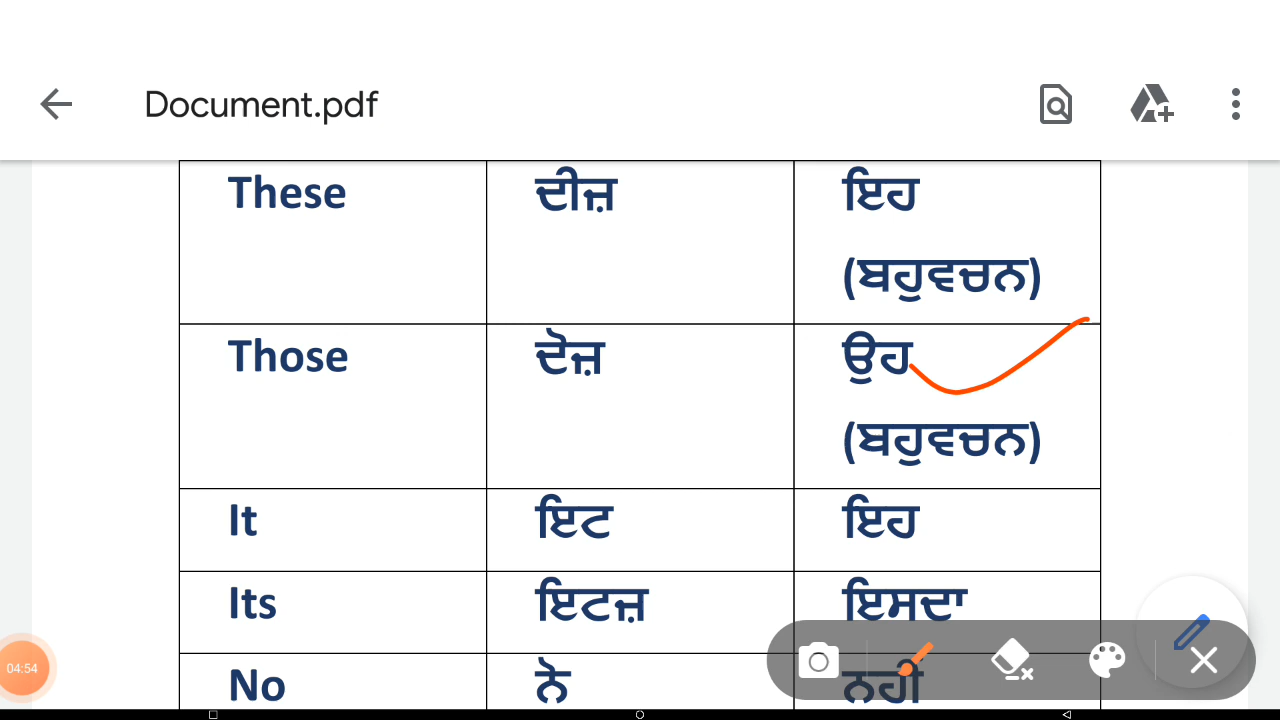 Document.pdf
These ਦੀਜ਼ ਇਹ
(ਬਹੁਵਚਨ)
Those ਦੋਜ਼ ਉਹ
(ਬਹੁਵਚਨ)
It ਇਟ ਇਹ
Its ਇਟਜ਼ ਇਸਦਾ
No ਨੋ ਨਹੀਂ
04:54